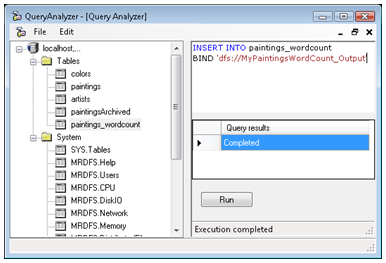 QueryAnalyzer - [Query Analyzer]
File Edit
localhost,...
Tables
colors
paintings
artists
paintingsArchived
paintings_wordcount
System
SYS.Tables
MRDFS.Help
MRDFS.Users
MRDFS.CPU
MRDFS.DiskIO
MRDFS.Network
MRDFS.Memory
INSERT INTO paintings_wordcount
BIND 'dfs://MyPaintingsWordCount_Output'
Query results
Completed
Run
Execution completed